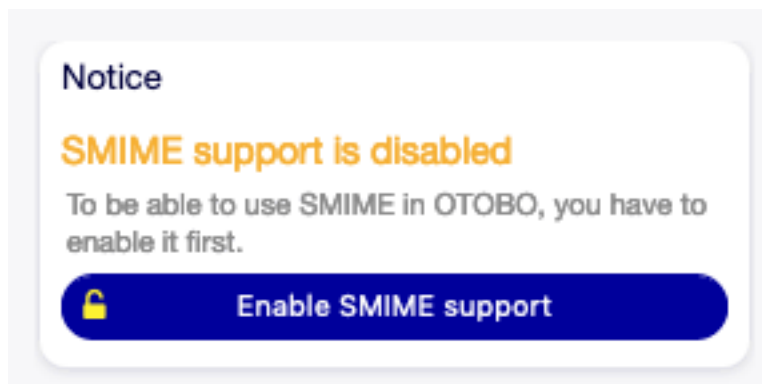 Notice
SMIME support is disabled
To be able to use SMIME in OTOBO, you have to
enable it first.
Enable SMIME support